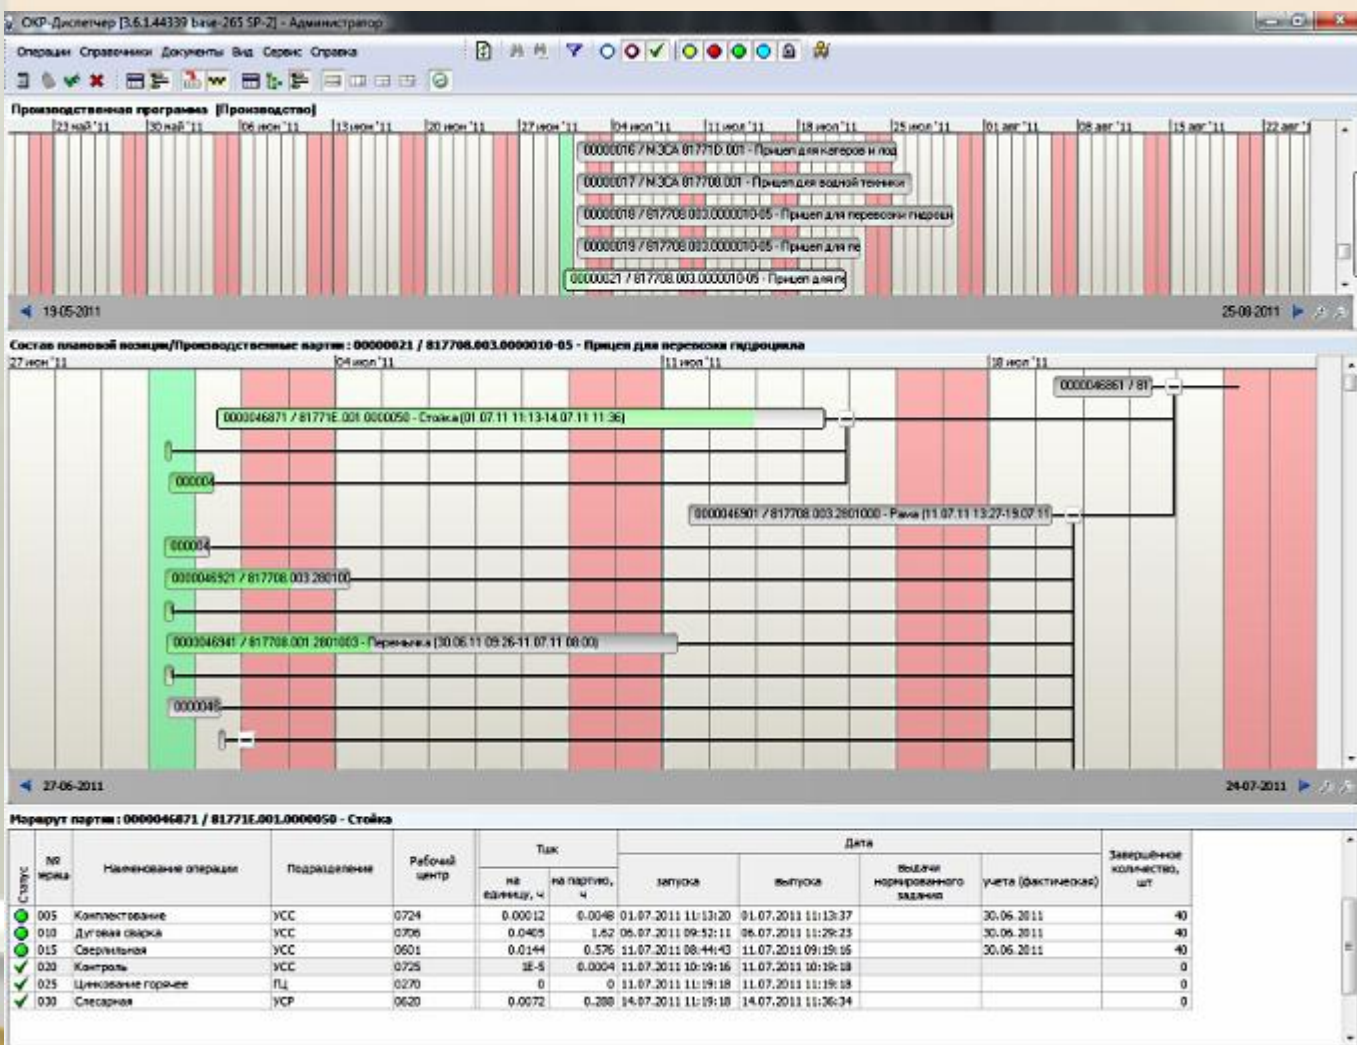 ОКР-Диспетчер [3.6.1.44339 base-265 SP-2] - Администратор
Операции Справочники Документы Вид Сервис Справка
Производственная программа [Производство]
23 май '11 30 май '11 06 июн '11 13 июн '11 20 июн '11 27 июн '11 04 июл '11 11 июл '11 18 июл '11 25 июл '11 01 авг '11 08 авг '11 15 авг '11 22 авг '1
00000016 / МЗСА 81771D.001 - Прицеп для катеров и лод
00000017 / МЗСА 817708.001 - Прицеп для водной техники
00000018 / 817708.003.0000010-05 - Прицеп для перевозки гидроци
00000019 / 817708.003.0000010-05 - Прицеп для пе
00000021 / 817708.003.0000010-05 - Прицеп для пе
19-05-2011 25-08-2011
Состав плановой позиции/Производственные партии : 00000021 / 817708.003.0000010-05 - Прицеп для перевозки гидроцикла
27 июн '11 04 июл '11 11 июл '11 18 июл '11
0000046861 / 81
0000046871 / 81771E.001.0000050 - Стойка (01.07.11 11:13-14.07.11 11:36)
000004
0000046901 / 817708.003.2801000 - Рама (11.07.11 13:27-19.07.11
000004
0000046921 / 817708.003.280100
0000046941 / 817708.001.2801003 - Перемычка (30.06.11 09:26-11.07.11 08:00)
000004
27-06-2011 24-07-2011
Маршрут партии : 0000046871 / 81771E.001.0000050 - Стойка
Статус № Наименование операции Подразделение Рабочий центр Тшк Дата Завершённое количество, шт
на единицу, ч на партию, ч запуска выпуска выдачи нормированного задания учета (фактическая)
005 Комплектование УСС 0724 0.00012 0.0048 01.07.2011 11:13:20 01.07.2011 11:13:37 30.06.2011 40
010 Дуговая сварка УСС 0706 0.0405 1.62 06.07.2011 09:52:11 06.07.2011 11:29:23 30.06.2011 40
015 Сверлильная УСС 0601 0.0144 0.576 11.07.2011 08:44:43 11.07.2011 09:19:16 30.06.2011 40
020 Контроль УСС 0725 1E-5 0.0004 11.07.2011 10:19:16 11.07.2011 10:19:18 0
025 Цинкование горячее ПЦ 0270 0 0 11.07.2011 11:19:18 11.07.2011 11:19:18 0
030 Слесарная УСР 0620 0.0072 0.288 14.07.2011 11:19:18 14.07.2011 11:36:34 0